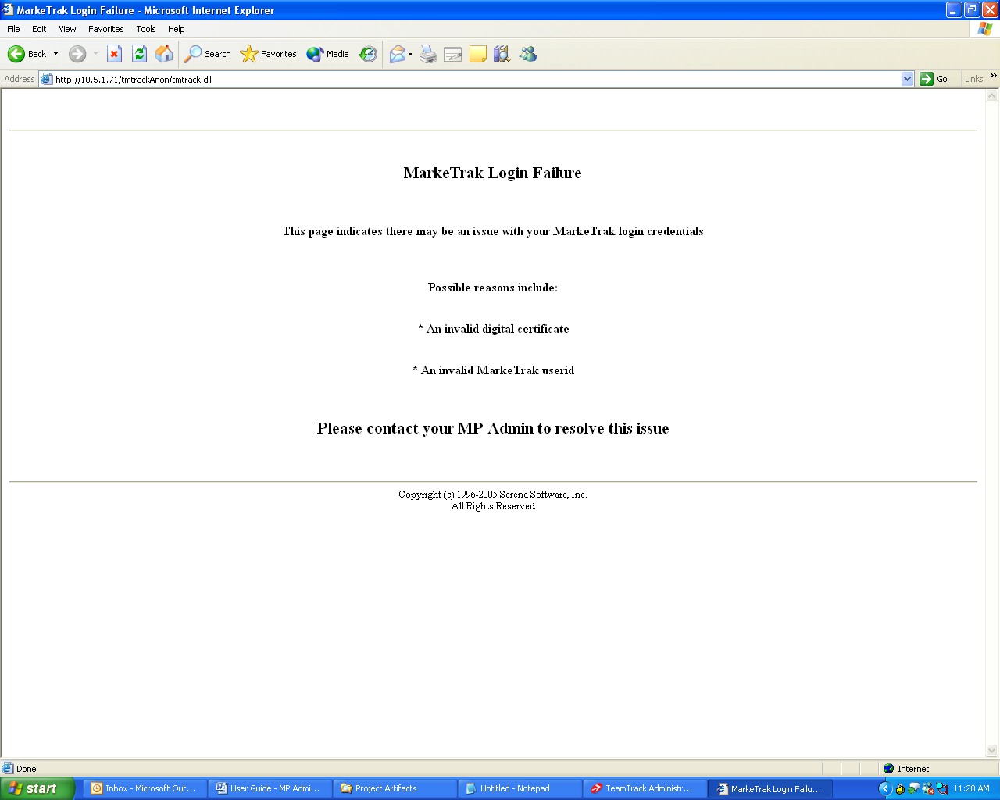 MarkeTrak Login Failure - Microsoft Internet Explorer
File Edit View Favorites Tools Help
Back Search Favorites Media
Address http://10.5.1.71/tmtrackAnon/tmtrack.dll Go Links »
MarkeTrak Login Failure
This page indicates there may be an issue with your MarkeTrak login credentials
Possible reasons include:
* An invalid digital certificate
* An invalid MarkeTrak userid
Please contact your MP Admin to resolve this issue
Copyright (c) 1996-2005 Serena Software, Inc.
All Rights Reserved
Done Internet
start Inbox - Microsoft Out... User Guide - MP Admi... Project Artifacts Untitled - Notepad TeamTrack Administr... MarkeTrak Login Failu... 11:28 AM